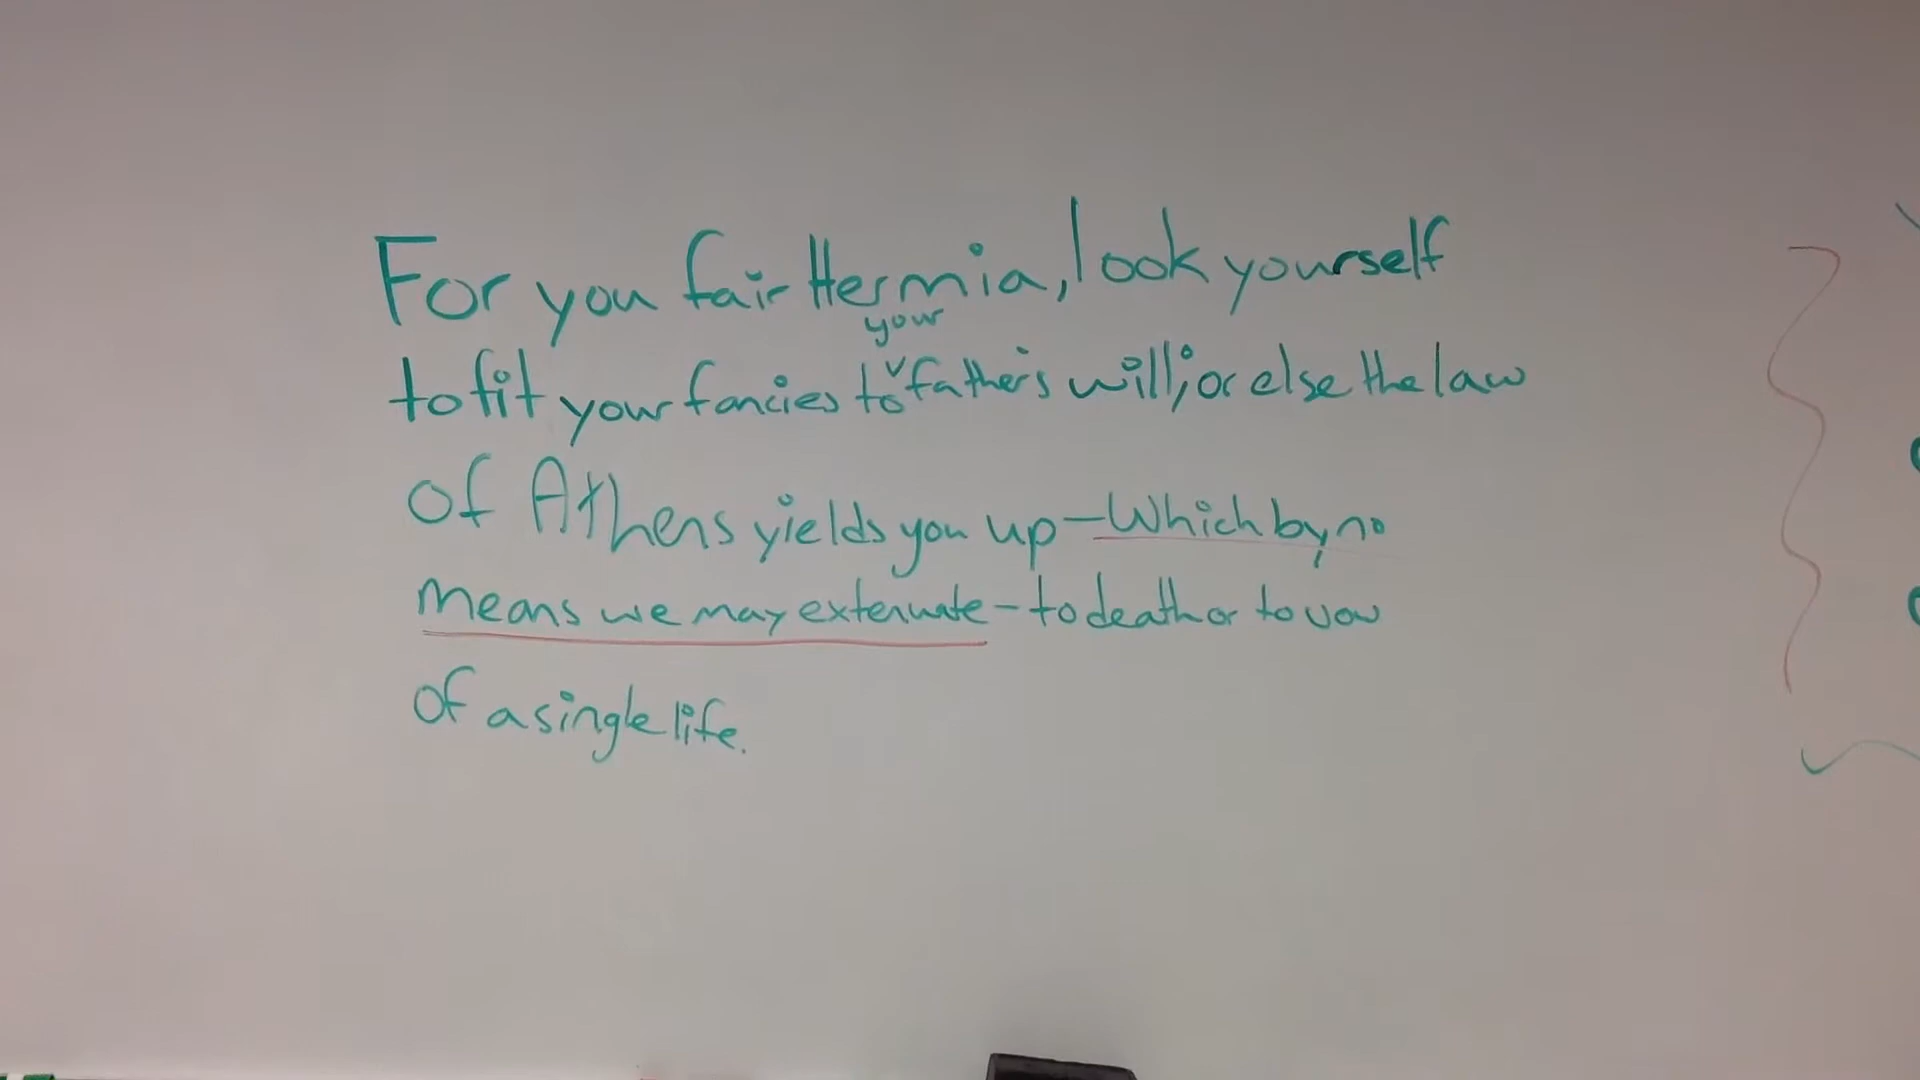 For you fair Hermia, look yourself
to fit your fancies to your father's will; or else the law
of Athens yields you up - Which by no
means we may extenuate - to death or to vow
of a single life.